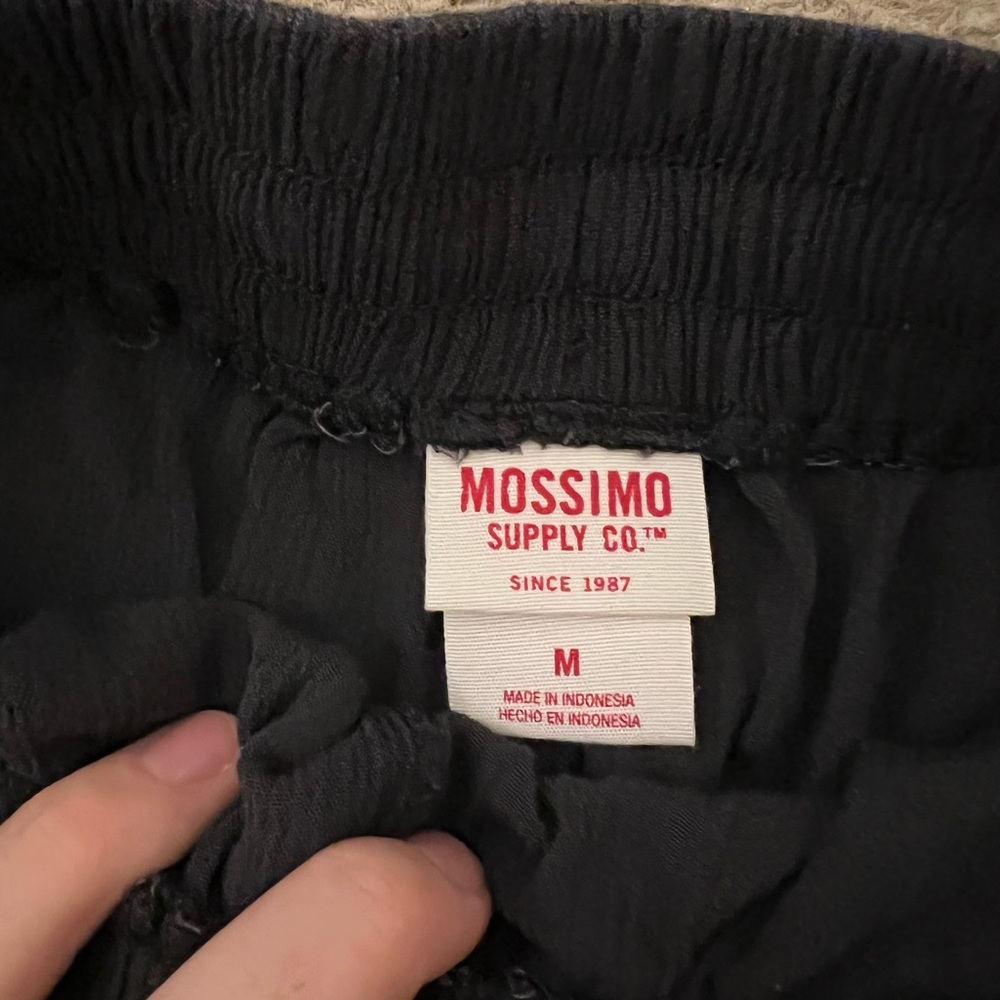 MOSSIMO
SUPPLY CO.™
SINCE 1987
M
MADE IN INDONESIA
HECHO EN INDONESIA